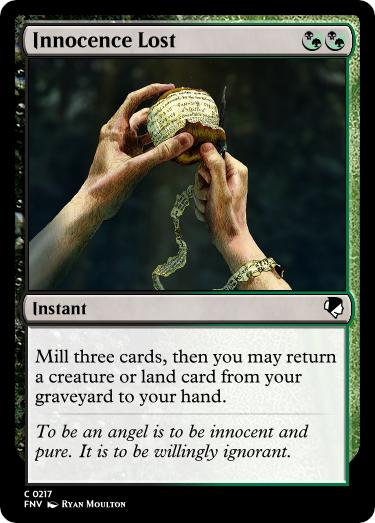 Innocence Lost
Instant
Mill three cards, then you may return
a creature or land card from your
graveyard to your hand.
To be an angel is to be innocent and
pure. It is to be willingly ignorant.
C 0217
FNV Ryan Moulton